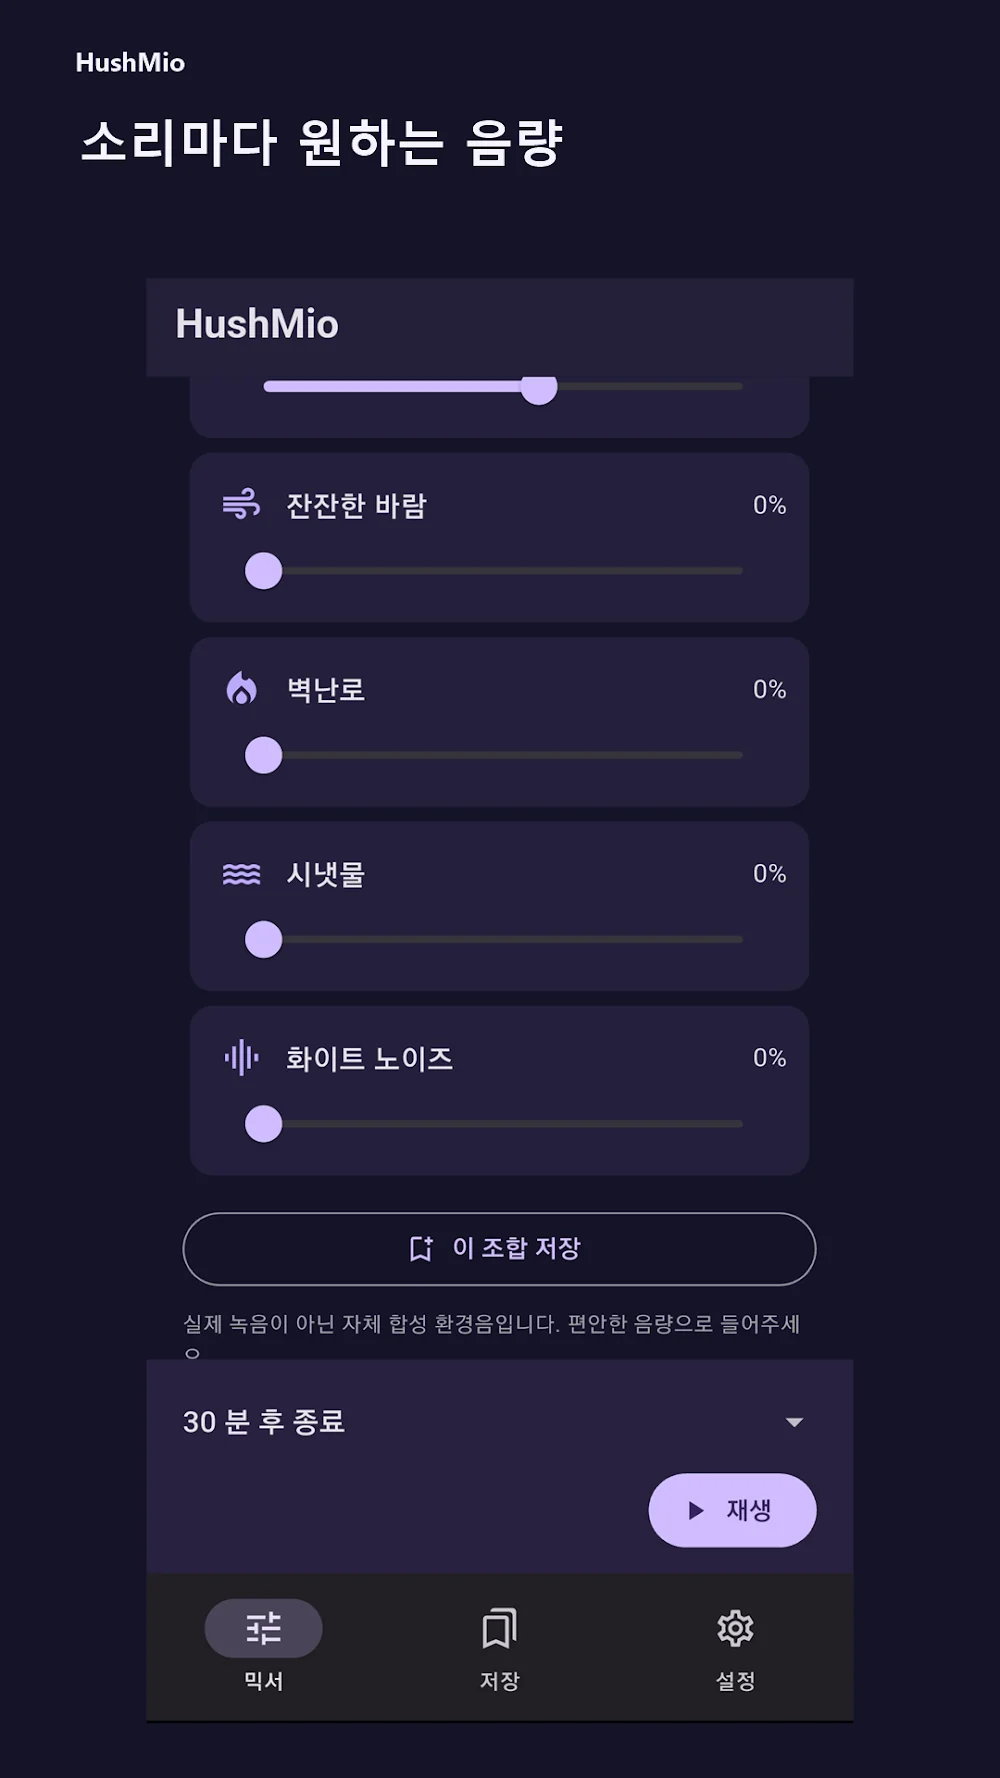 HushMio
소리마다 원하는 음량
HushMio
잔잔한 바람 0%
벽난로 0%
시냇물 0%
화이트 노이즈 0%
이 조합 저장
실제 녹음이 아닌 자체 합성 환경음입니다. 편안한 음량으로 들어주세
30 분 후 종료
재생
믹서 저장 설정